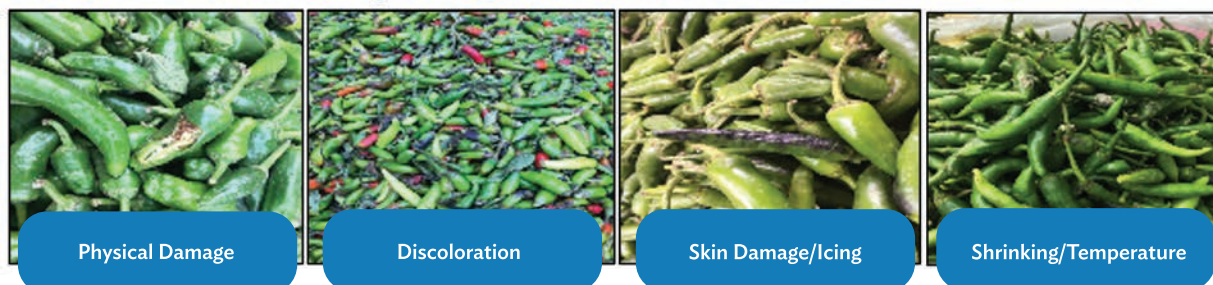 Physical Damage
Discoloration
Skin Damage/Icing
Shrinking/Temperature